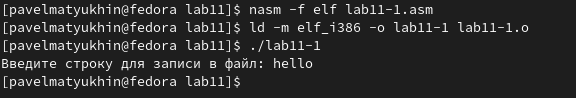 [pavelmatyukhin@fedora lab11]$ nasm -f elf lab11-1.asm
[pavelmatyukhin@fedora lab11]$ ld -m elf_i386 -o lab11-1 lab11-1.o
[pavelmatyukhin@fedora lab11]$ ./lab11-1
Введите строку для записи в файл: hello
[pavelmatyukhin@fedora lab11]$